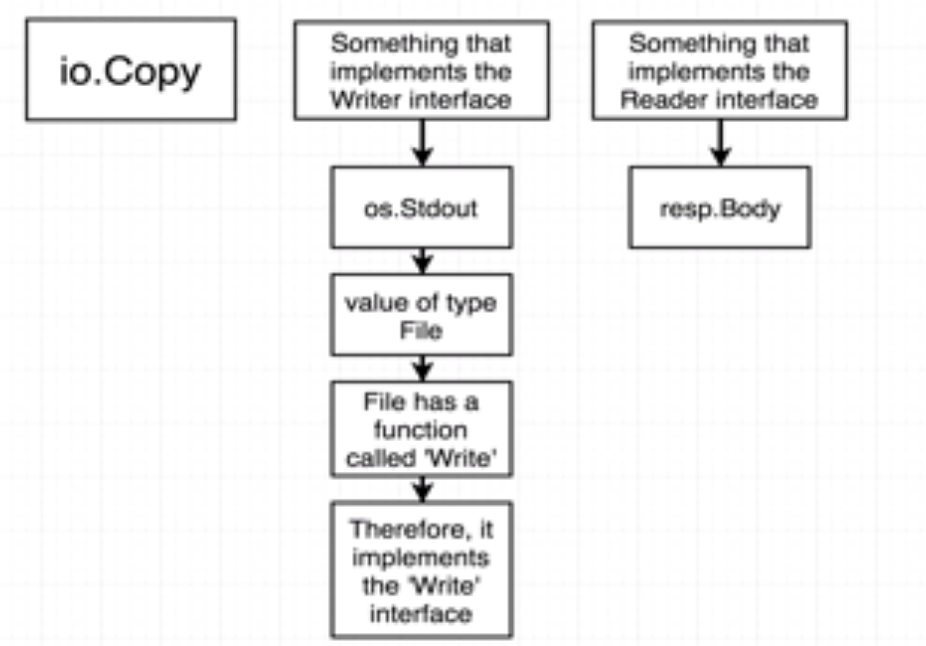 io.Copy
Something that
implements the
Writer interface
Something that
implements the
Reader interface
os.Stdout
resp.Body
value of type
File
File has a
function
called 'Write'
Therefore, it
implements
the 'Write'
interface